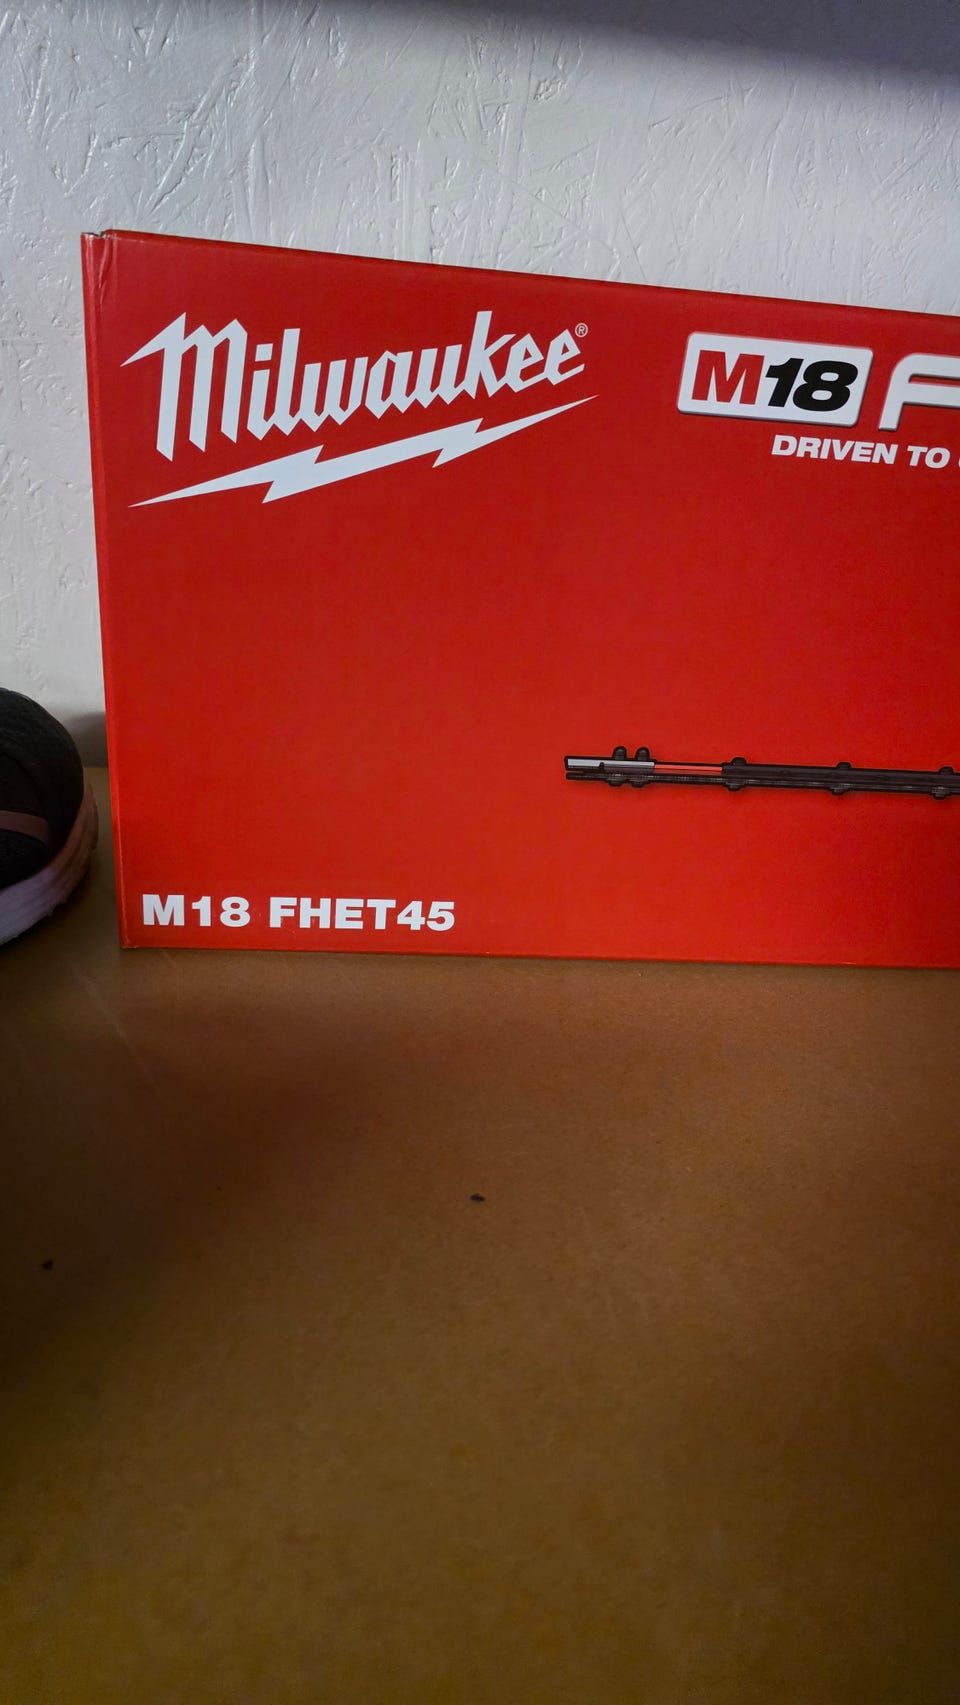 Milwaukee®
M18
DRIVEN TO
M18 FHET45